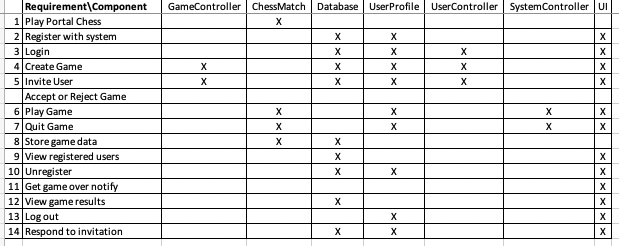 Requirement\Component GameController ChessMatch Database UserProfile UserController SystemController UI
1 Play Portal Chess X
2 Register with system X X X
3 Login X X X X
4 Create Game X X X X X
5 Invite User X X X X X
Accept or Reject Game
6 Play Game X X X X
7 Quit Game X X X X
8 Store game data X X
9 View registered users X X
10 Unregister X X X
11 Get game over notify X
12 View game results X X
13 Log out X X
14 Respond to invitation X X X